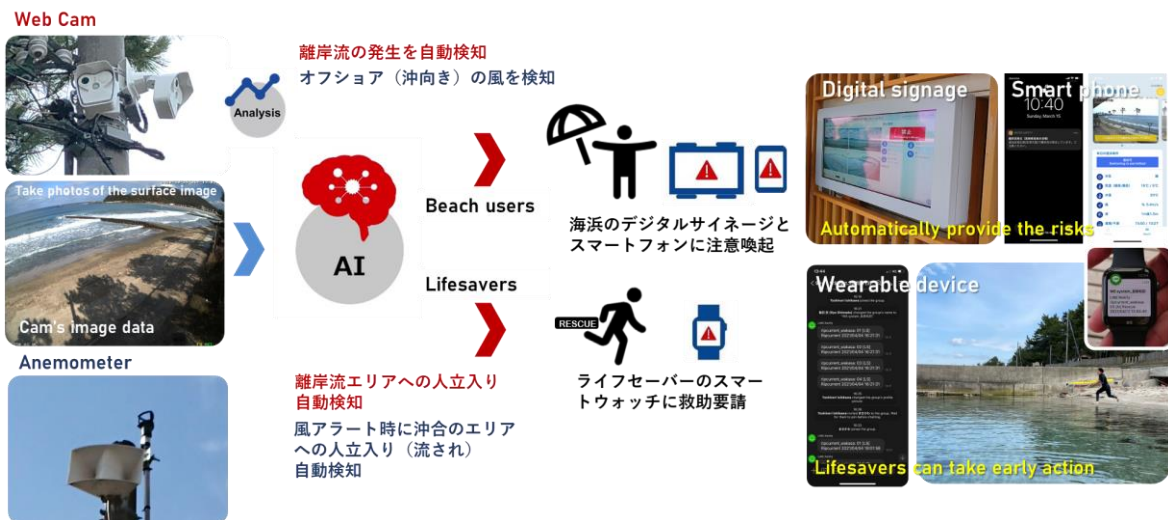 Web Cam
Take photos of the surface image
Cam's image data
Anemometer
離岸流の発生を自動検知
オフショア（沖向き）の風を検知
Analysis
AI
Beach users
Lifesavers
離岸流エリアへの人立入り
自動検知
風アラート時に沖合のエリア
への人立入り（流され）
自動検知
海浜のデジタルサイネージと
スマートフォンに注意喚起
RESCUE
ライフセーバーのスマー
トウォッチに救助要請
Digital signage
Smart phone
10:40
Sunday, March 15
Automatically provide the risks
Wearable device
Lifesavers can take early action